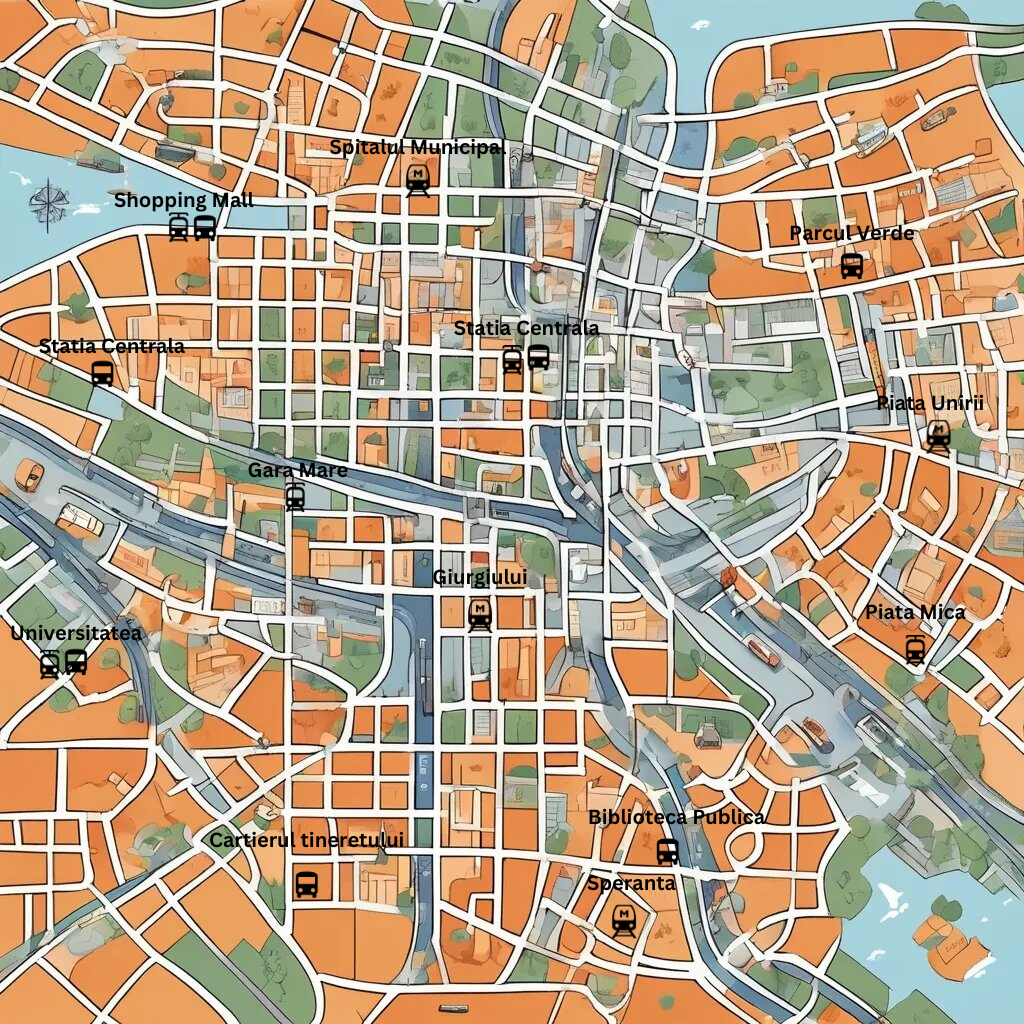 Spitalul Municipal
M
Shopping Mall
Parcul Verde
Statia Centrala
Statia Centrala
Piata Unirii
M
Gara Mare
Giurgiului
M
Piata Mica
Universitatea
Biblioteca Publica
Cartierul tineretului
Speranta
M